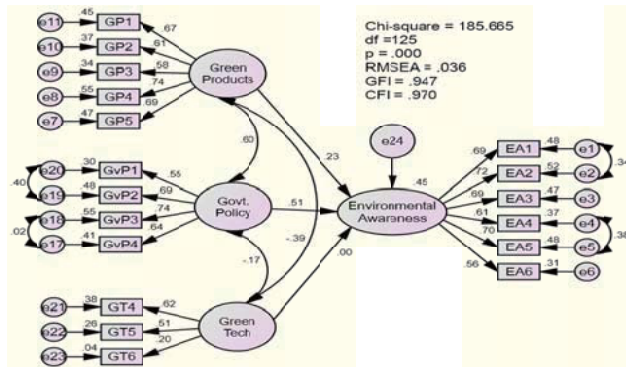 Chi-square = 185.665
df =125
p = .000
RMSEA = .036
GFI = .947
CFI = .970
e11 .45 GP1 .67
e10 .37 GP2 .61
e9 .34 GP3 .58
e8 .55 GP4 .74
e7 .47 GP5 .69
Green
Products
.60
.23
e24
.45
Environmental
Awareness
.69 EA1 .48 e1
.72 EA2 .52 e2
.34
.69 EA3 .47 e3
.61 EA4 .37 e4
.70 EA5 .48 e5
.38
.56 EA6 .31 e6
e20 .30 GvP1 .55
.40
e19 .48 GvP2 .69
e18 .55 GvP3 .74
.02
e17 .41 GvP4 .64
Govt.
Policy
.51
-.39
-.17
.00
e21 .38 GT4 .62
e22 .26 GT5 .51
e23 .04 GT6 .20
Green
Tech